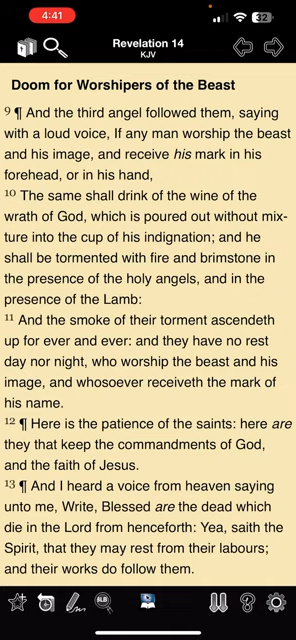 4:41
32
Revelation 14
KJV
Doom for Worshipers of the Beast
9 ¶ And the third angel followed them, saying
with a loud voice, If any man worship the beast
and his image, and receive his mark in his
forehead, or in his hand,
10 The same shall drink of the wine of the
wrath of God, which is poured out without mix-
ture into the cup of his indignation; and he
shall be tormented with fire and brimstone in
the presence of the holy angels, and in the
presence of the Lamb:
11 And the smoke of their torment ascendeth
up for ever and ever: and they have no rest
day nor night, who worship the beast and his
image, and whosoever receiveth the mark of
his name.
12 ¶ Here is the patience of the saints: here are
they that keep the commandments of God,
and the faith of Jesus.
13 ¶ And I heard a voice from heaven saying
unto me, Write, Blessed are the dead which
die in the Lord from henceforth: Yea, saith the
Spirit, that they may rest from their labours;
and their works do follow them.